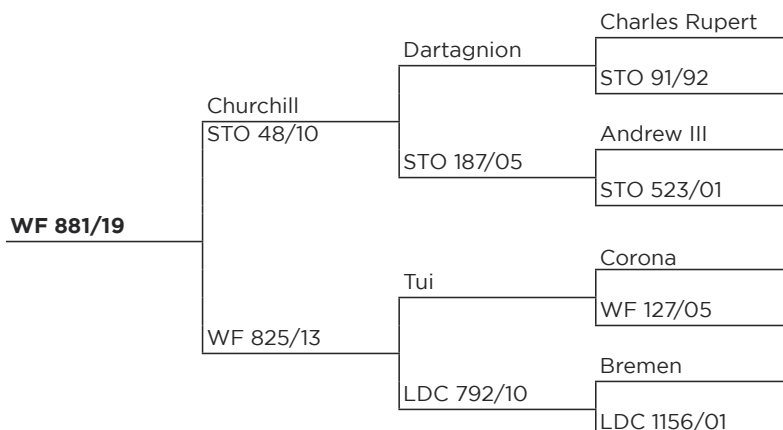 Charles Rupert
Dartagnion
STO 91/92
Churchill
STO 48/10
Andrew III
STO 187/05
STO 523/01
WF 881/19
Corona
Tui
WF 127/05
WF 825/13
Bremen
LDC 792/10
LDC 1156/01